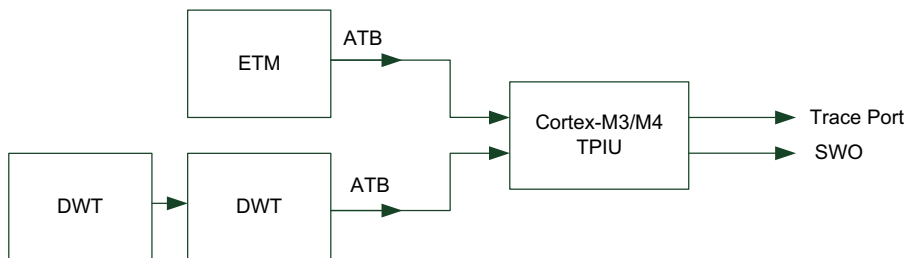 ATB
ETM
Cortex-M3/M4
TPIU
Trace Port
SWO
ATB
DWT
DWT